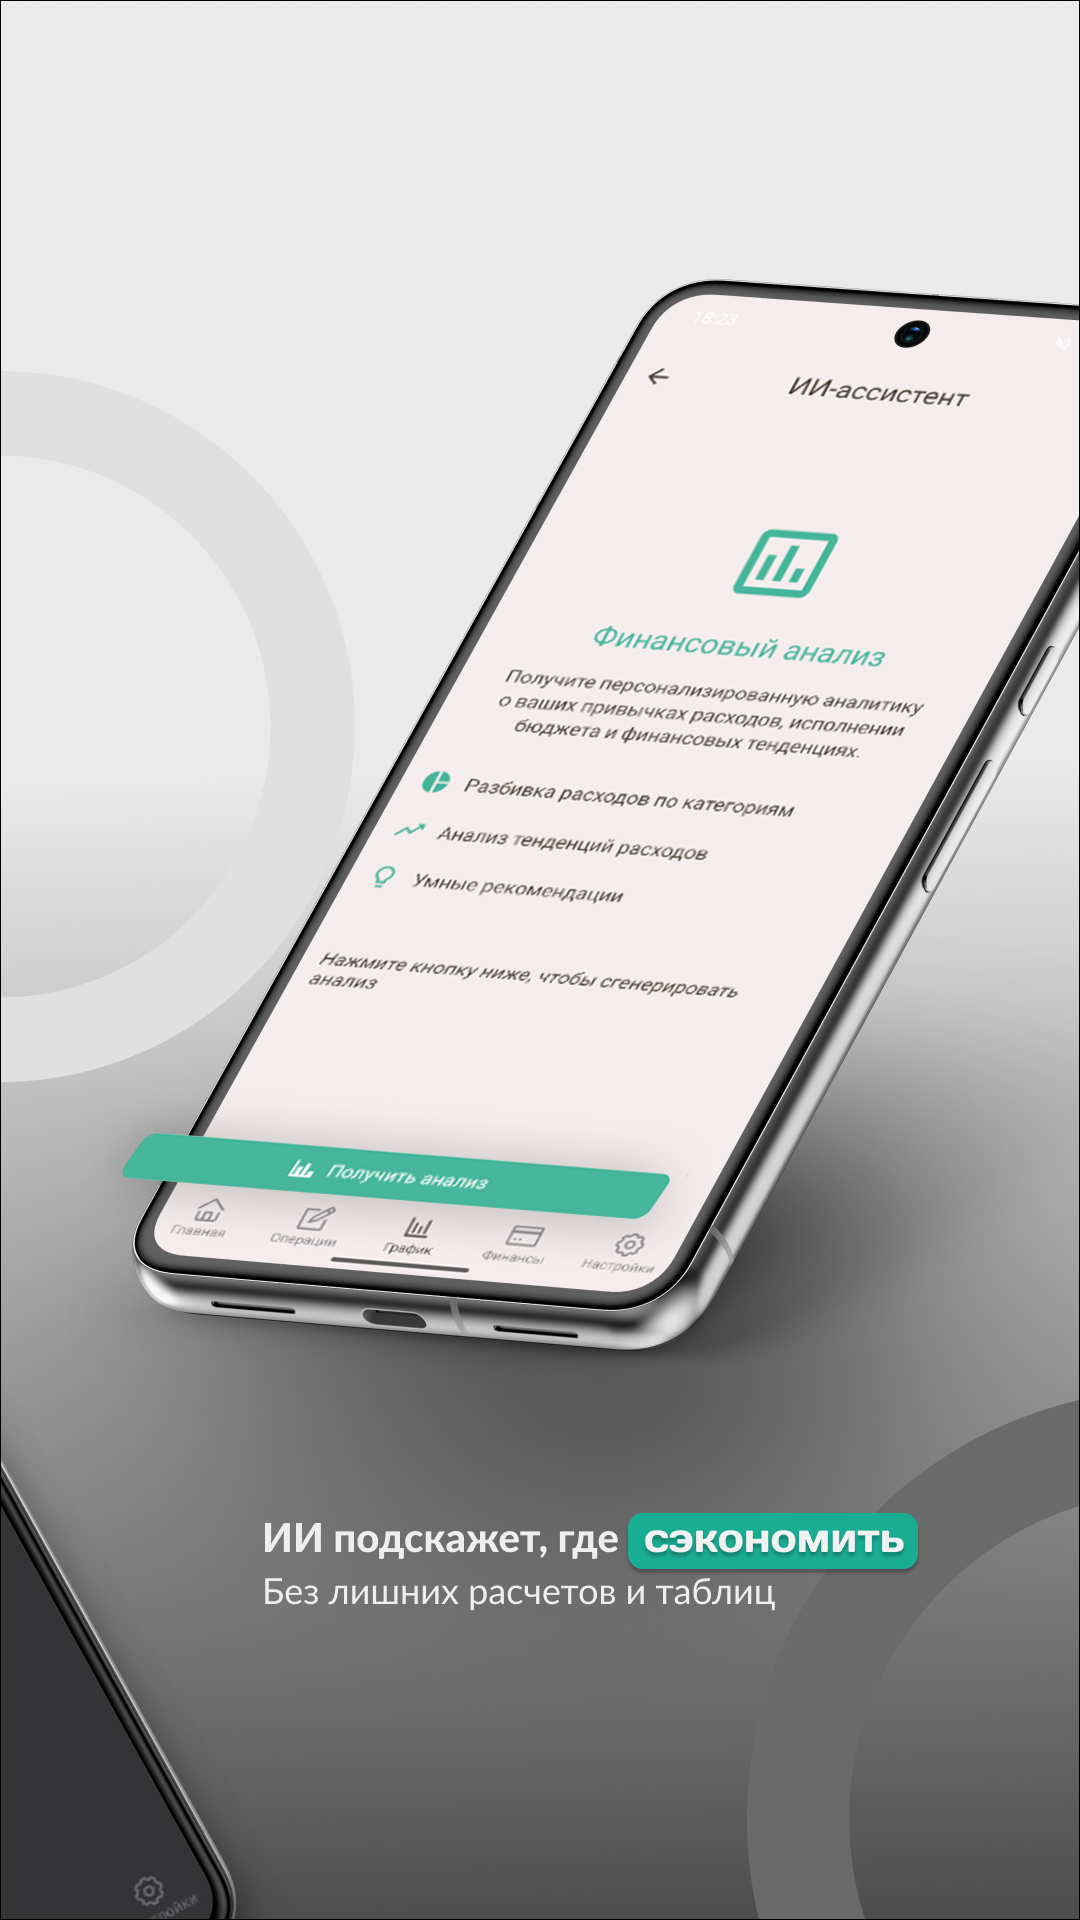 18:23
ИИ-ассистент
Финансовый анализ
Получите персонализированную аналитику
о ваших привычках расходов, исполнении
бюджета и финансовых тенденциях.
Разбивка расходов по категориям
Анализ тенденций расходов
Умные рекомендации
Нажмите кнопку ниже, чтобы сгенерировать
анализ
Получить анализ
Главная Операции График Финансы Настройки
ИИ подскажет, где сэкономить
Без лишних расчетов и таблиц